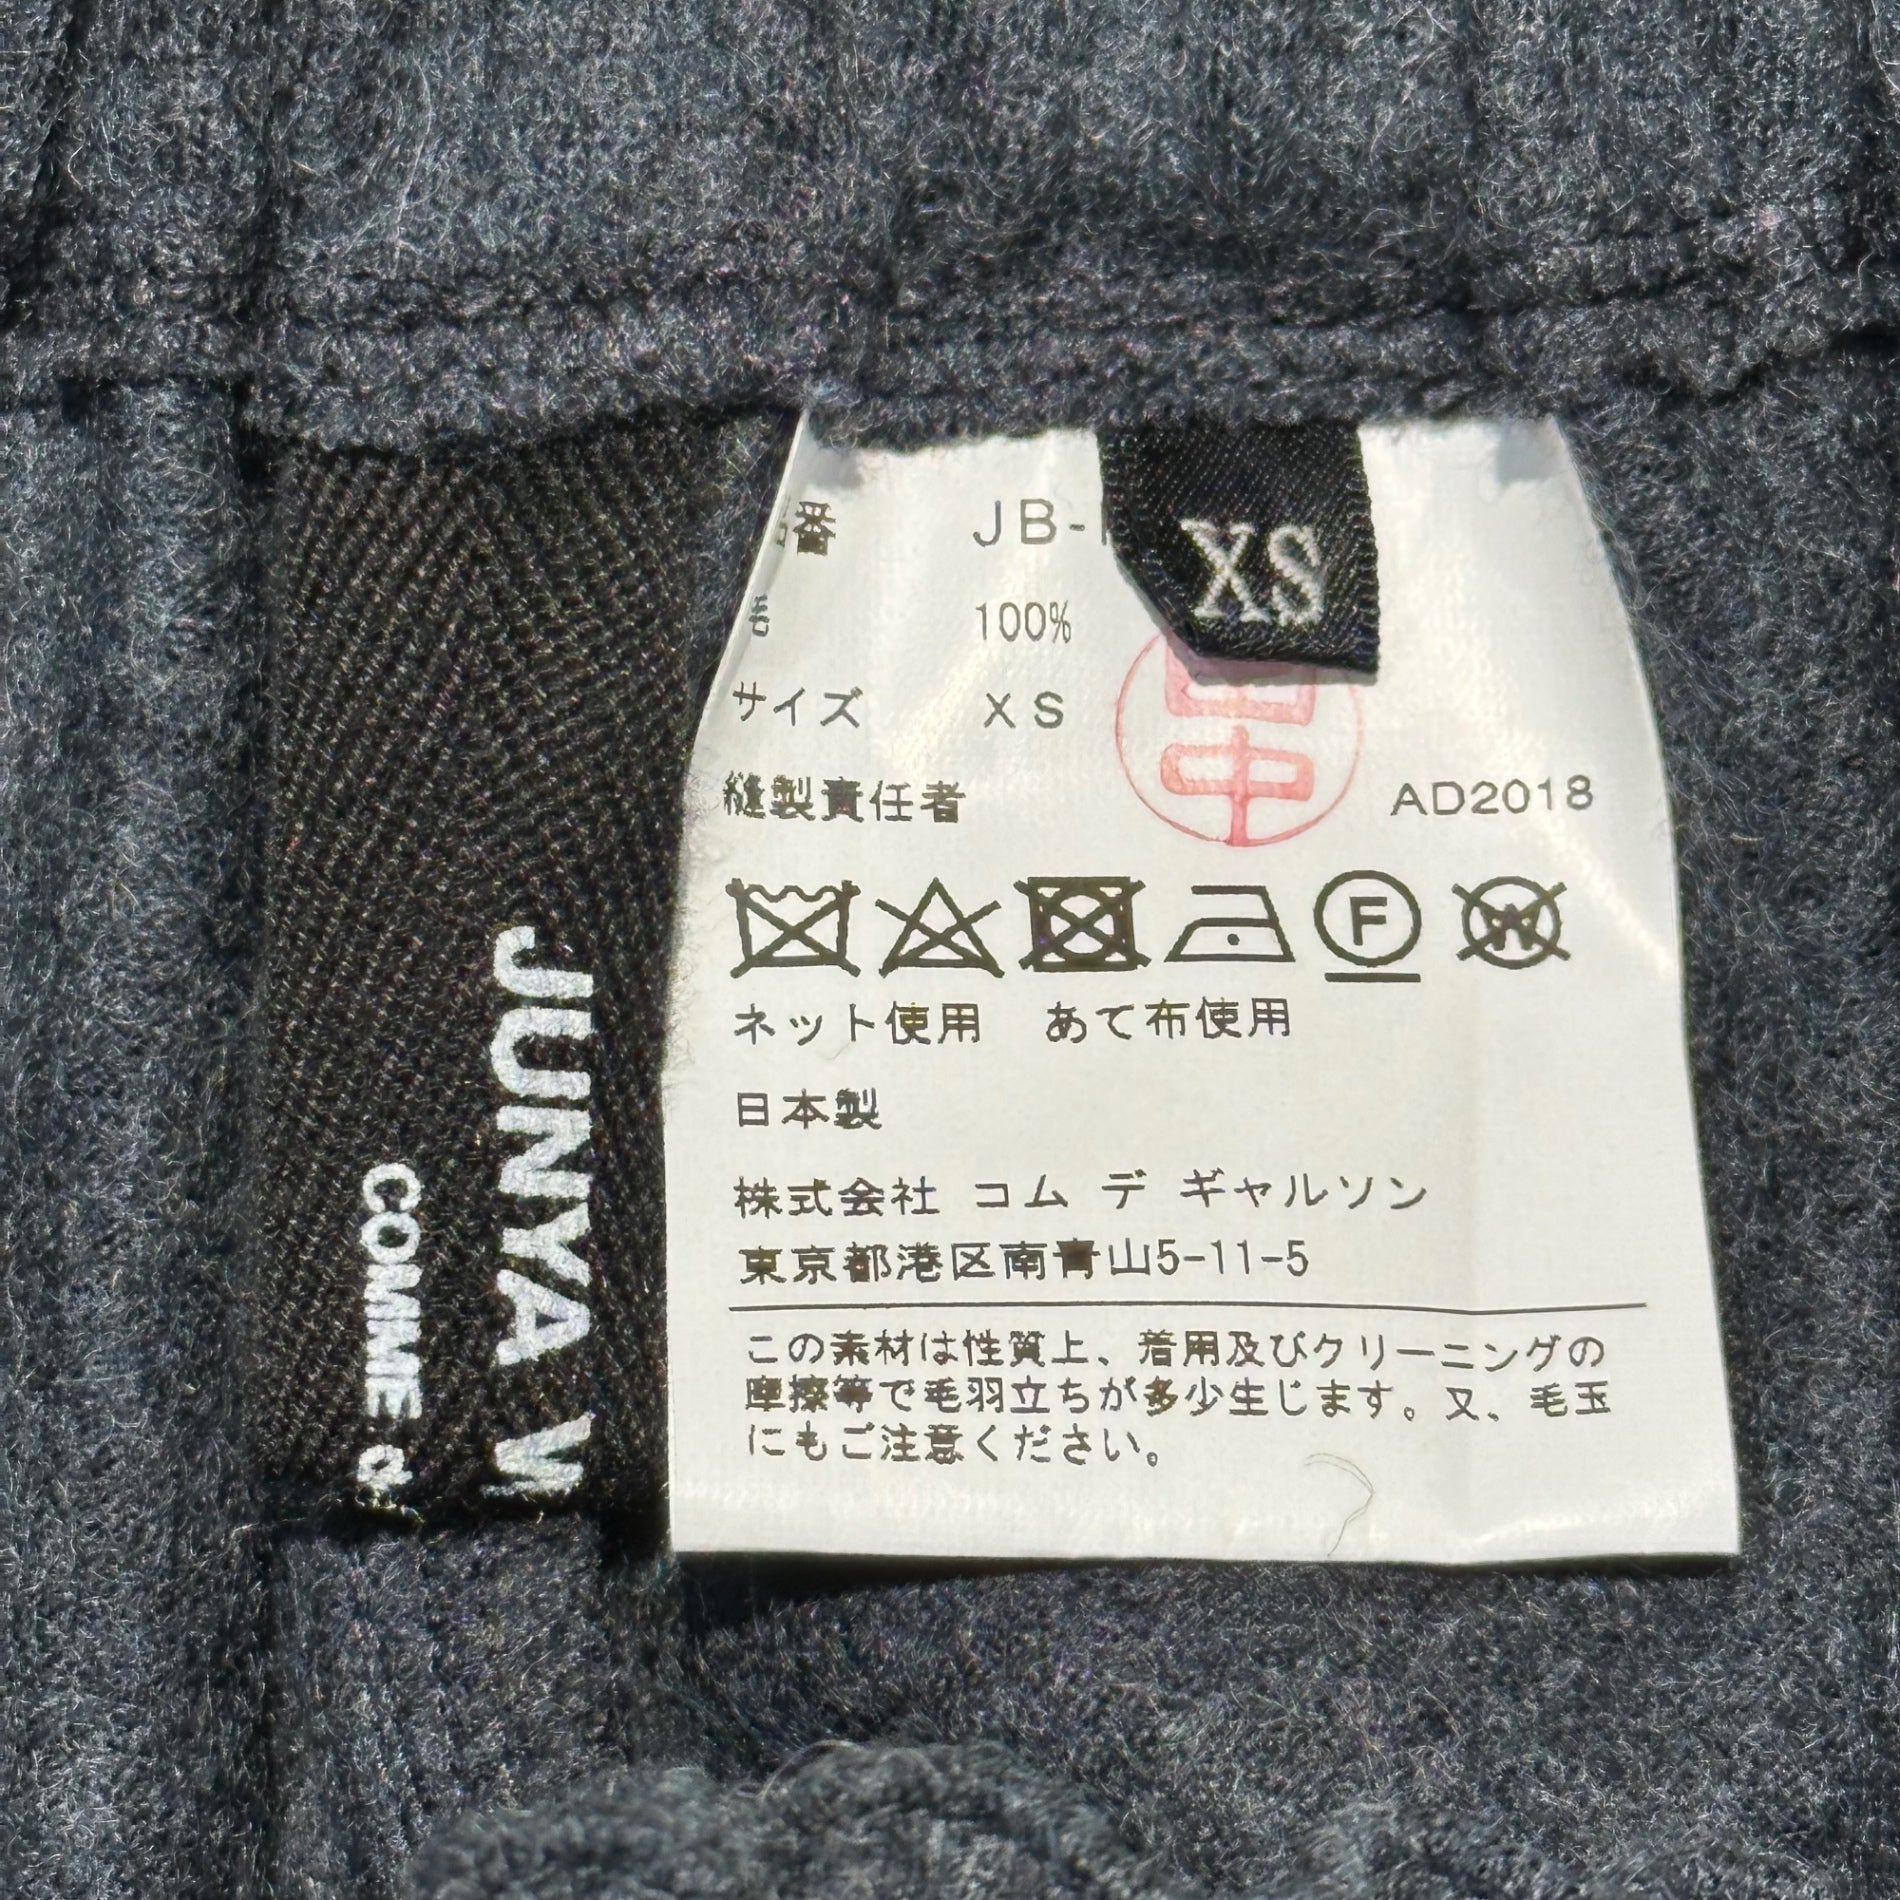 番 JB-
100%
XS
サイズ XS
中
縫製責任者 AD2018
F
W
ネット使用 あて布使用
日本製
株式会社 コム デ ギャルソン
東京都港区南青山5-11-5
この素材は性質上、着用及びクリーニングの
摩擦等で毛羽立ちが多少生じます。又、毛玉
にもご注意ください。
JUNYA W
COMME d